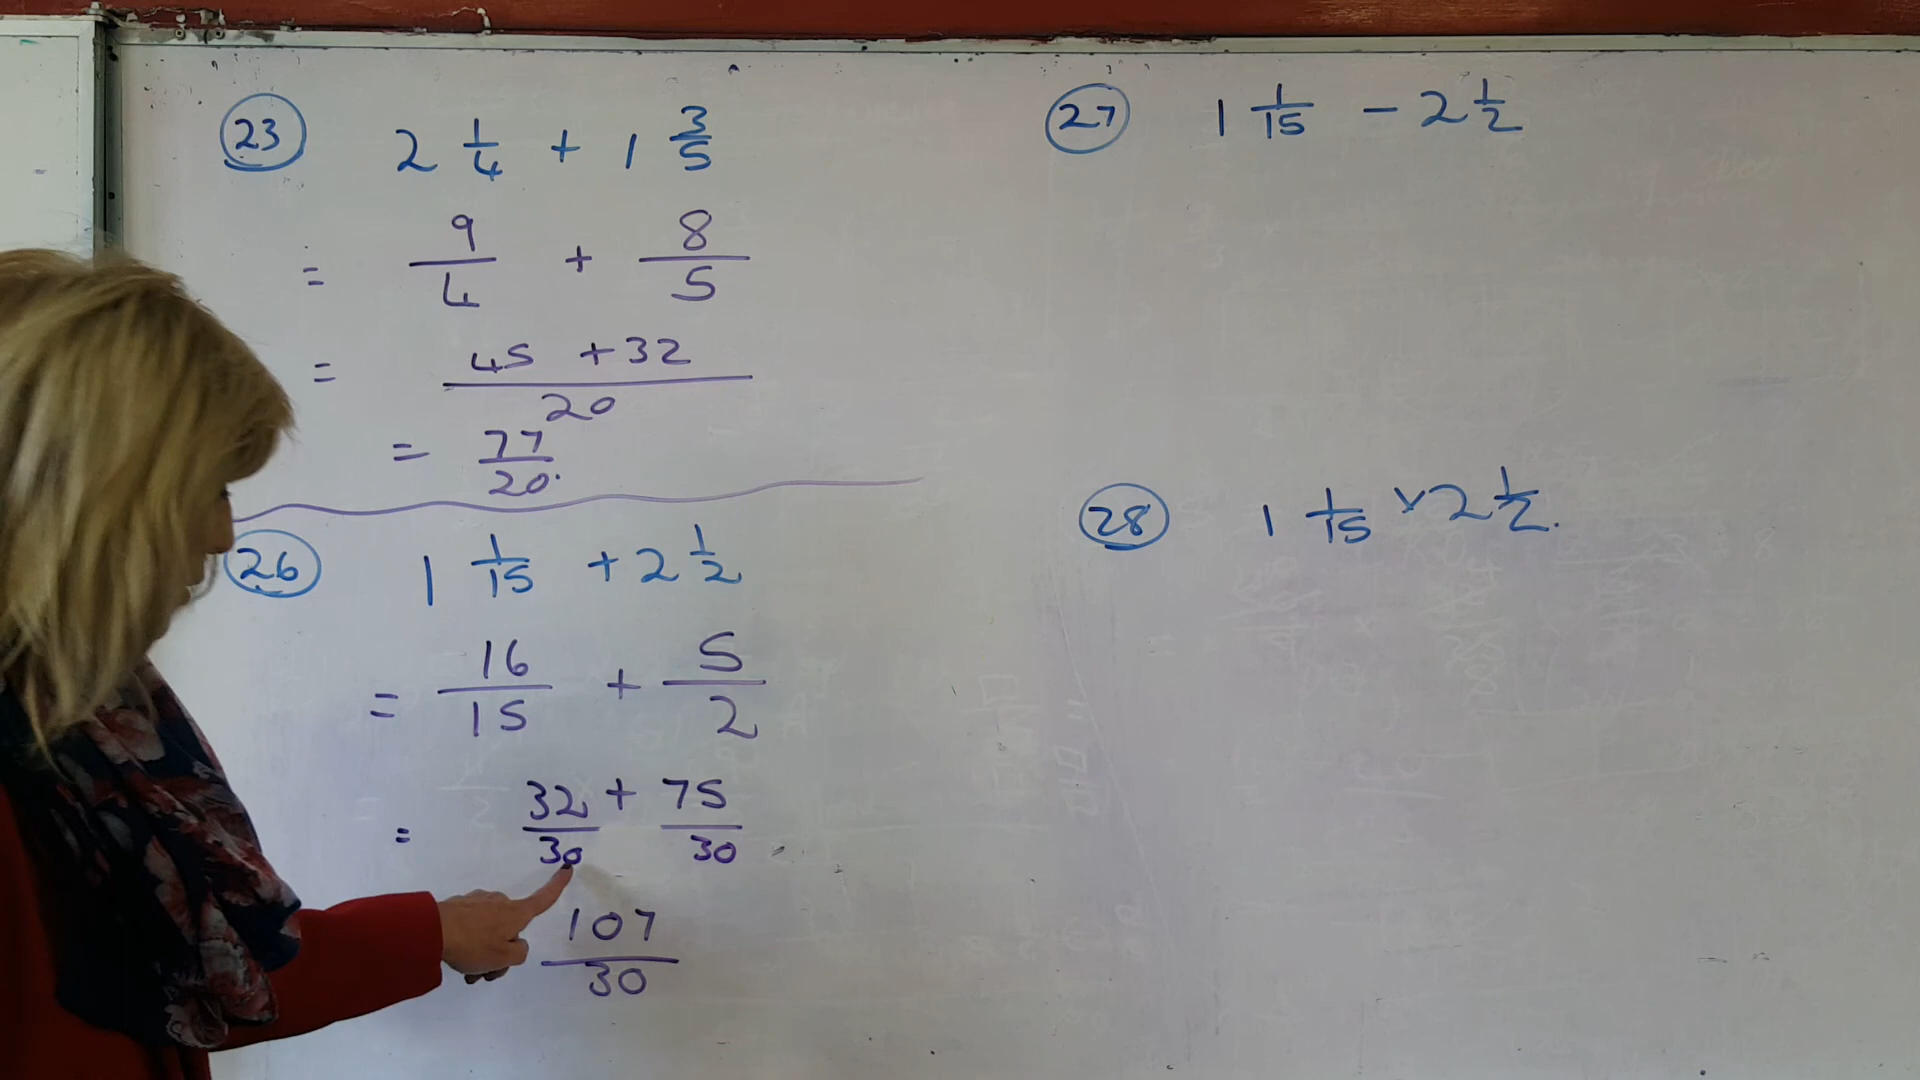 23 2 1/4 + 1 3/5
= 9/4 + 8/5
= 45 + 32 / 20
= 77/20.
26 1 1/15 + 2 1/2
= 16/15 + 5/2
= 32/30 + 75/30
107/30
27 1 1/15 - 2 1/2
28 1 1/15 × 2 1/2.